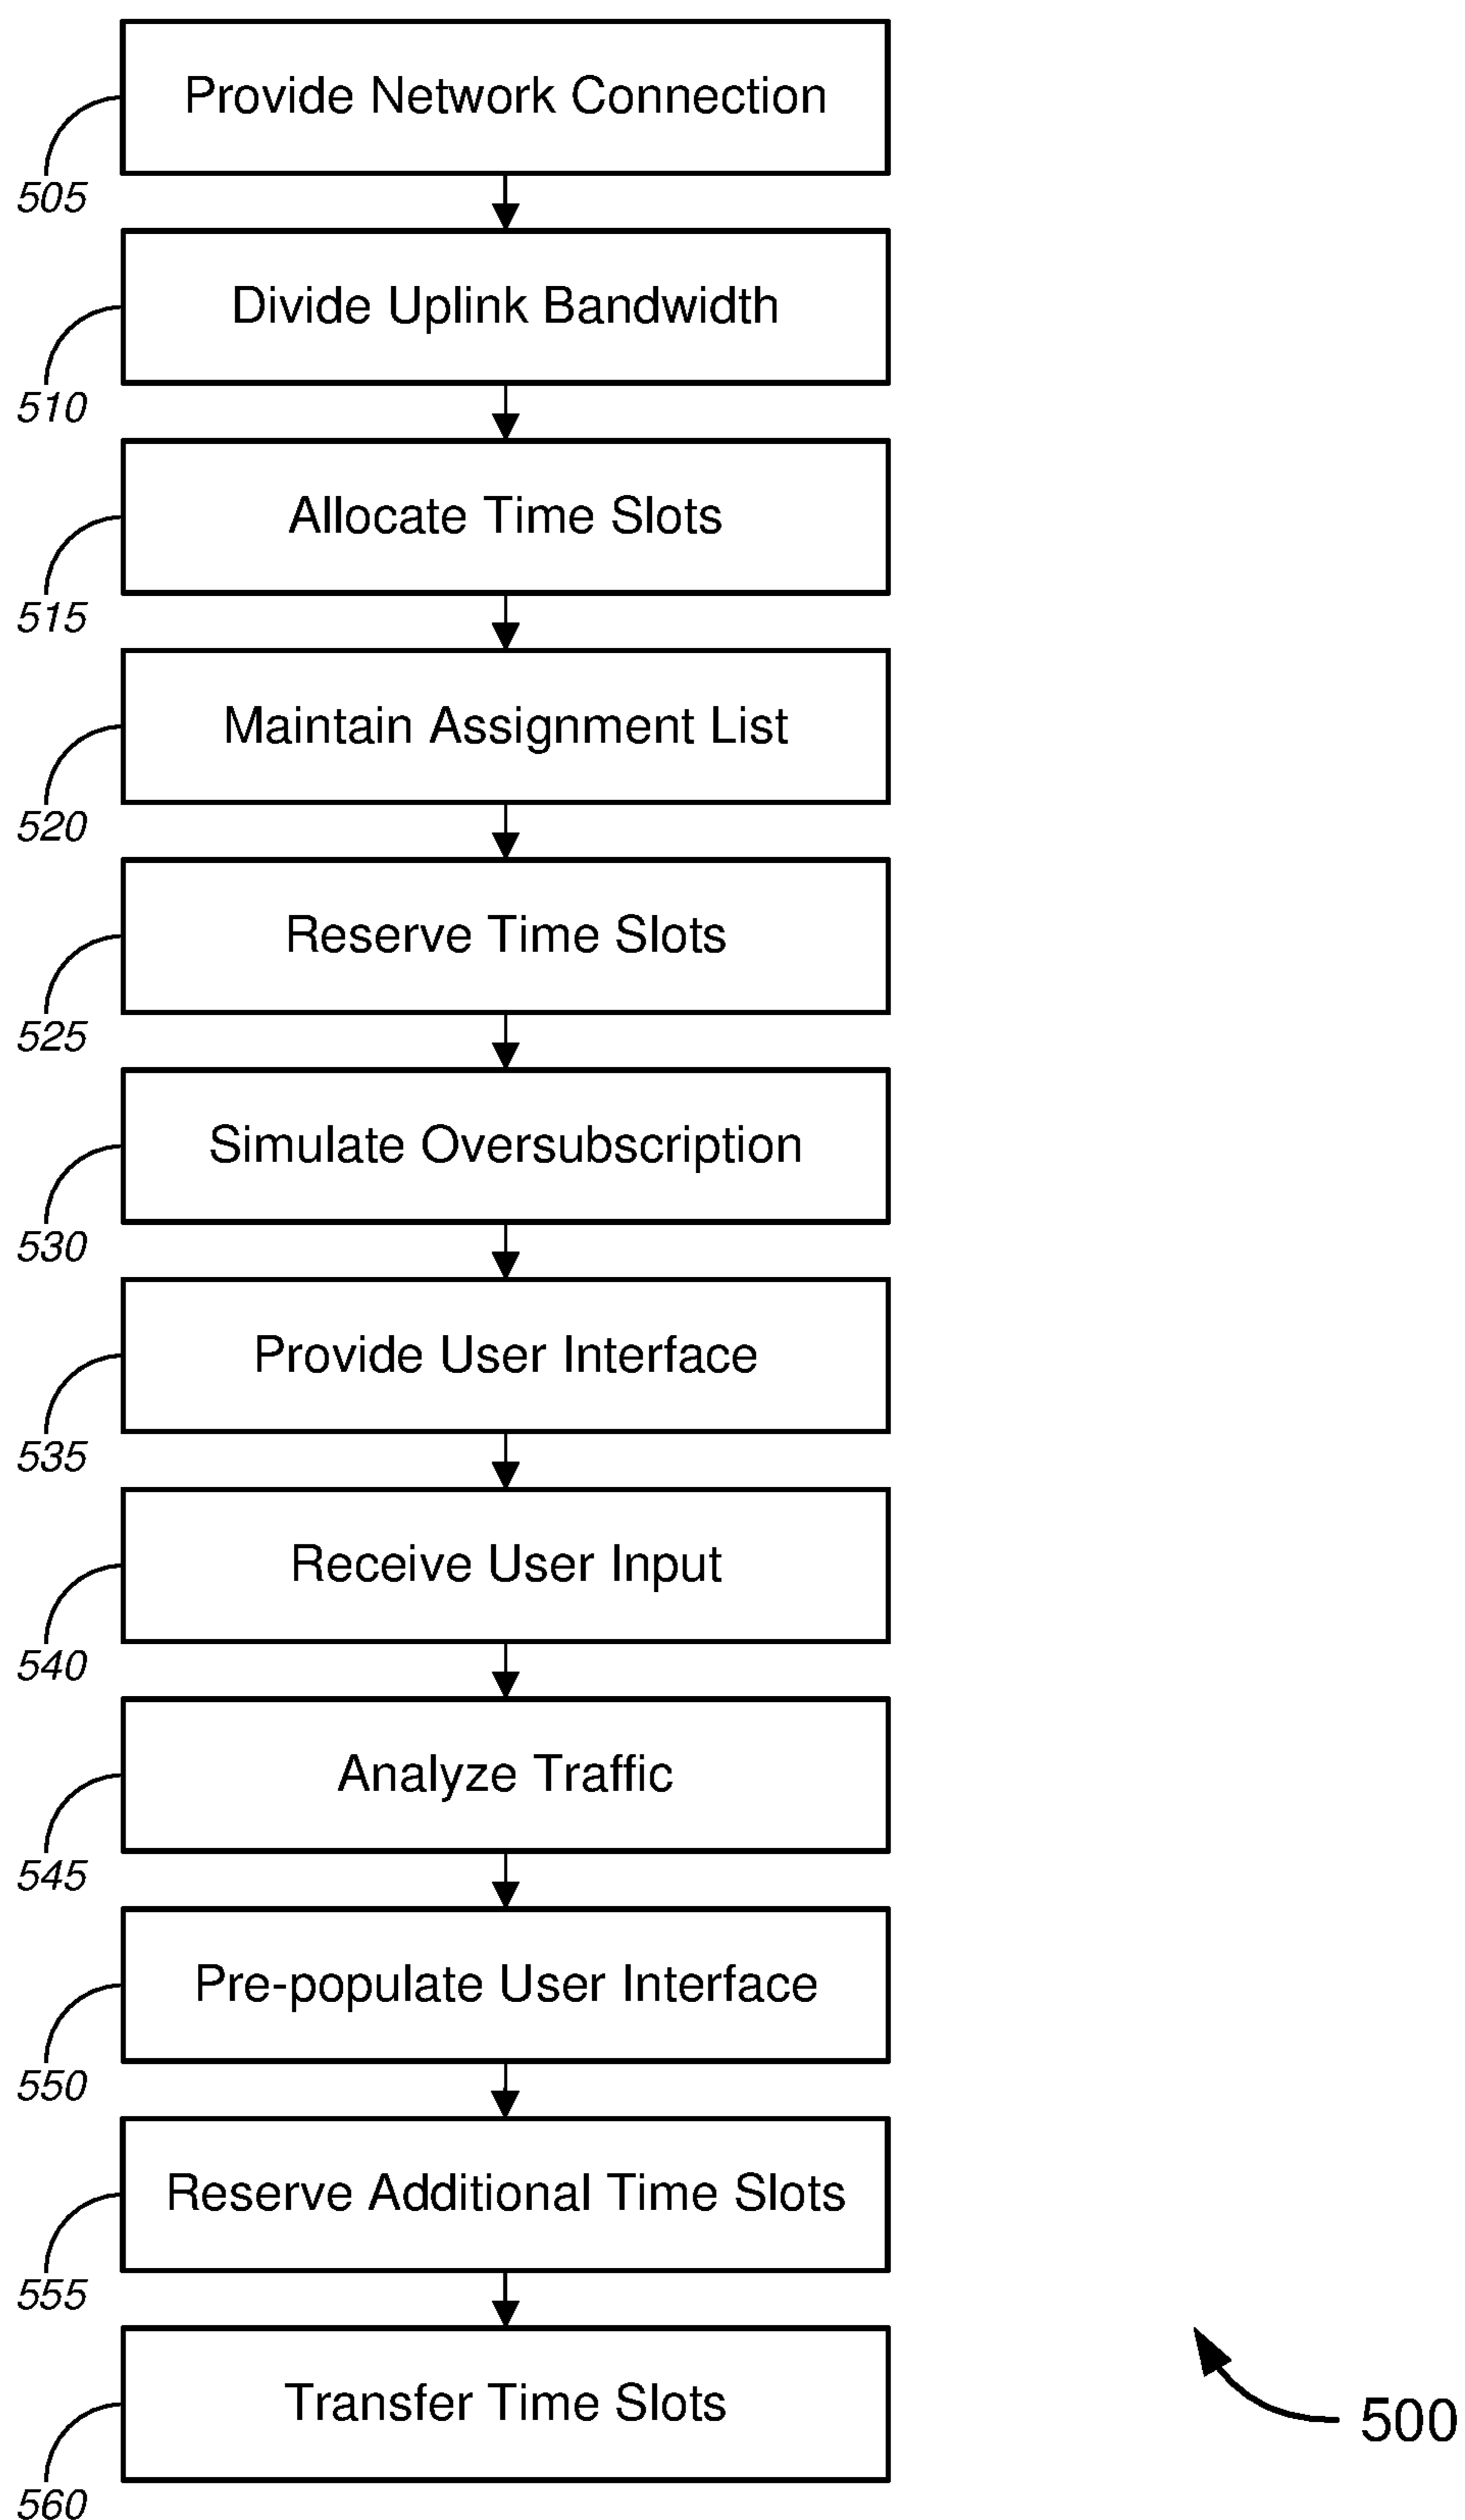 Provide Network Connection
505
Divide Uplink Bandwidth
510
Allocate Time Slots
515
Maintain Assignment List
520
Reserve Time Slots
525
Simulate Oversubscription
530
Provide User Interface
535
Receive User Input
540
Analyze Traffic
545
Pre-populate User Interface
550
Reserve Additional Time Slots
555
Transfer Time Slots
500
560